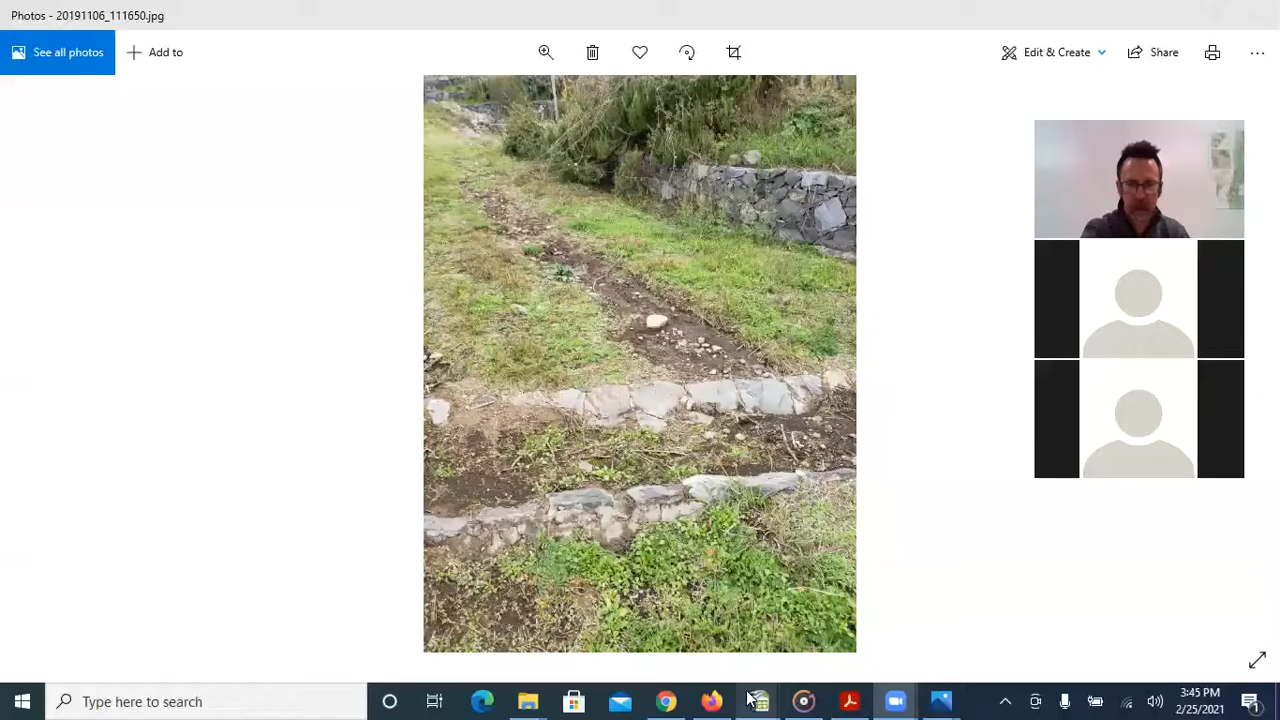 Photos - 20191106_111650.jpg
See all photos
Add to
Edit & Create
Share
Type here to search
3:45 PM
2/25/2021
1